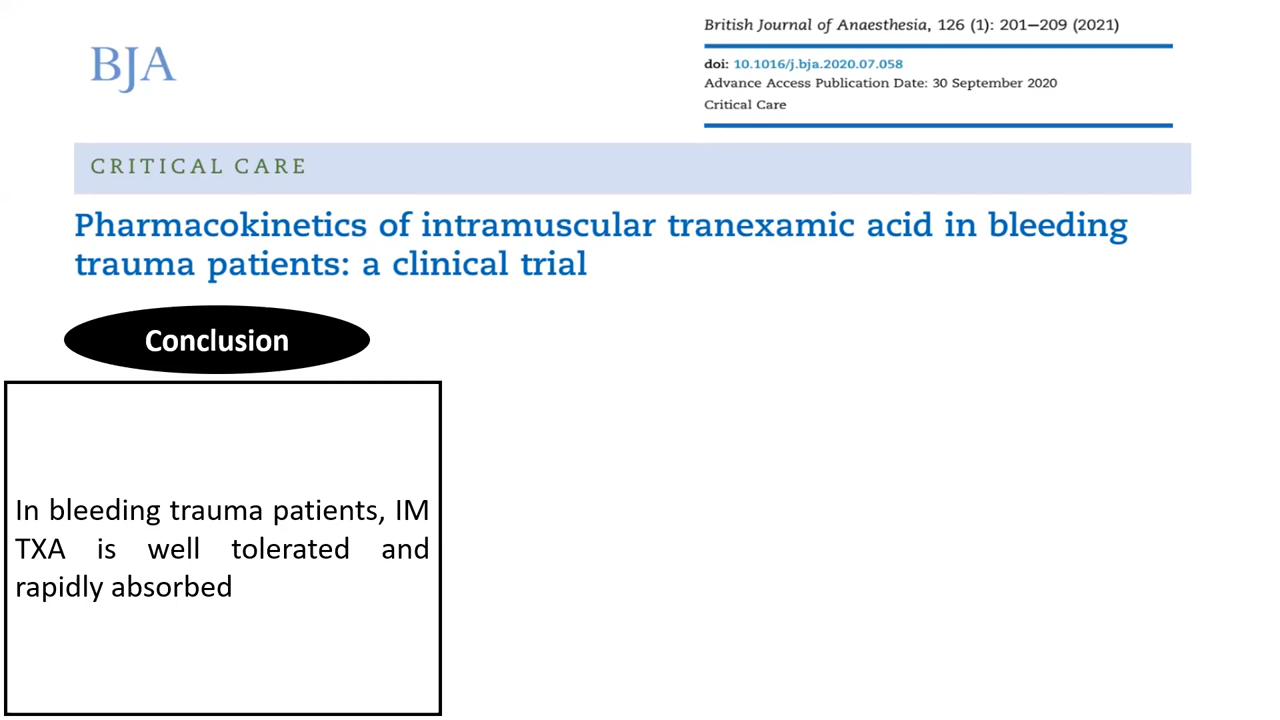 BJA
British Journal of Anaesthesia, 126 (1): 201–209 (2021)
doi: 10.1016/j.bja.2020.07.058
Advance Access Publication Date: 30 September 2020
Critical Care
CRITICAL CARE
Pharmacokinetics of intramuscular tranexamic acid in bleeding
trauma patients: a clinical trial
Conclusion
In bleeding trauma patients, IM
TXA is well tolerated and
rapidly absorbed